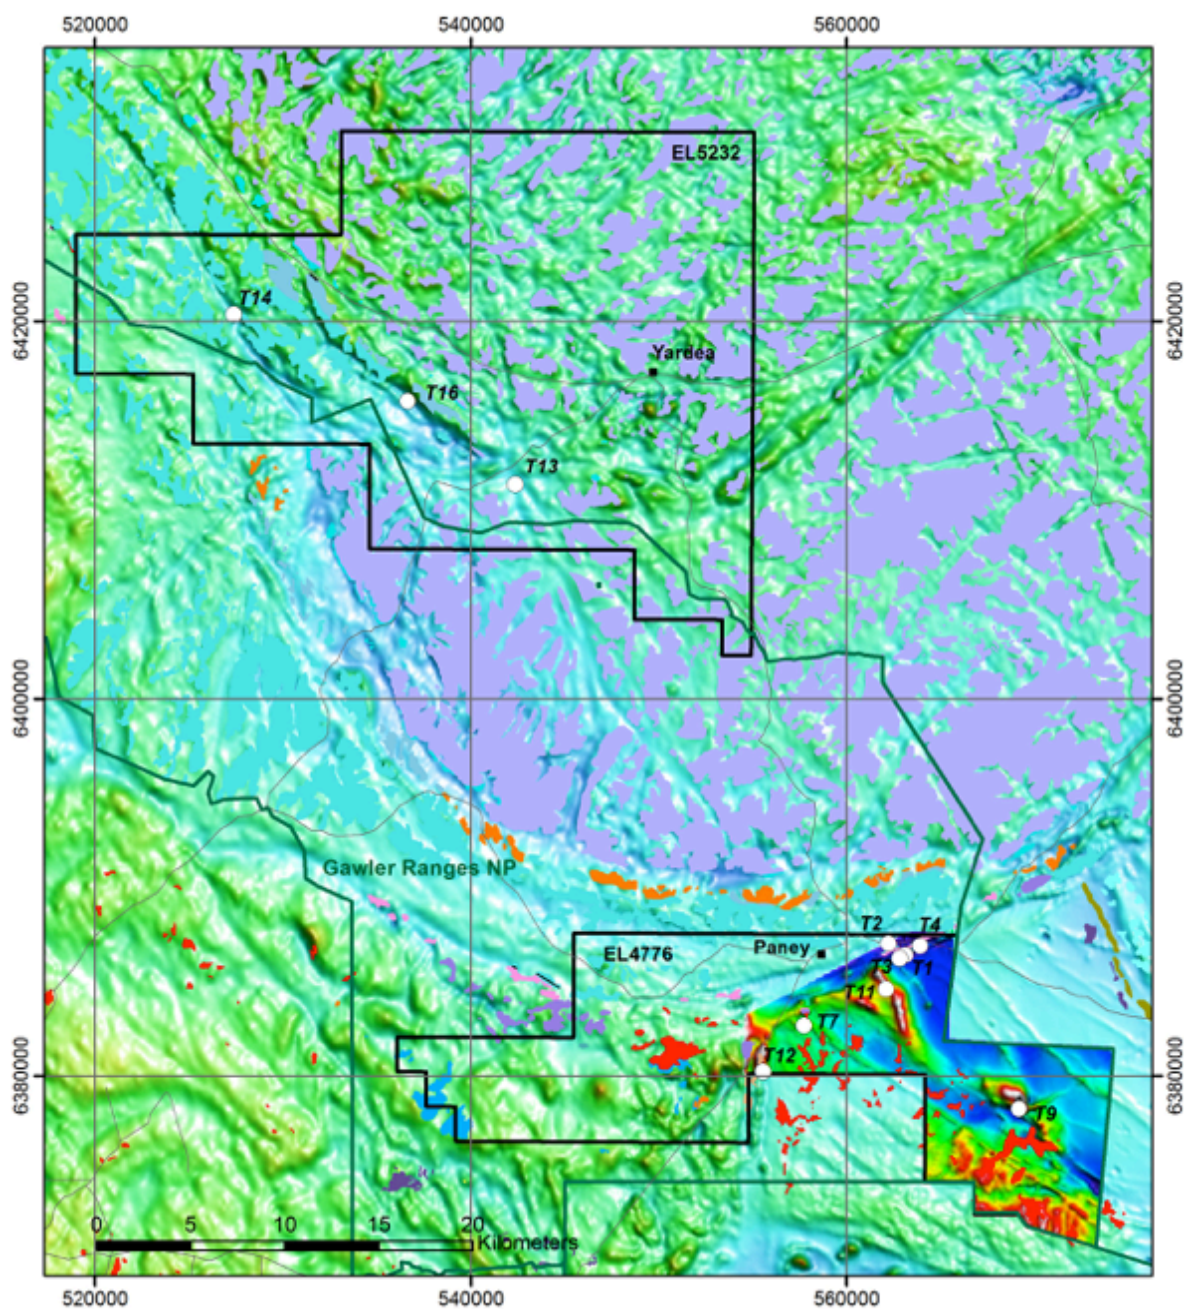 520000 540000 560000
EL5232
T14
6420000 6420000
Yardea
T16
T13
6400000 6400000
Gawler Ranges NP
T2 T4
EL4776 Paney
T3 T1
T11
T7
T12
6380000 6380000
T9
0 5 10 15 20
Kilometers
520000 540000 560000